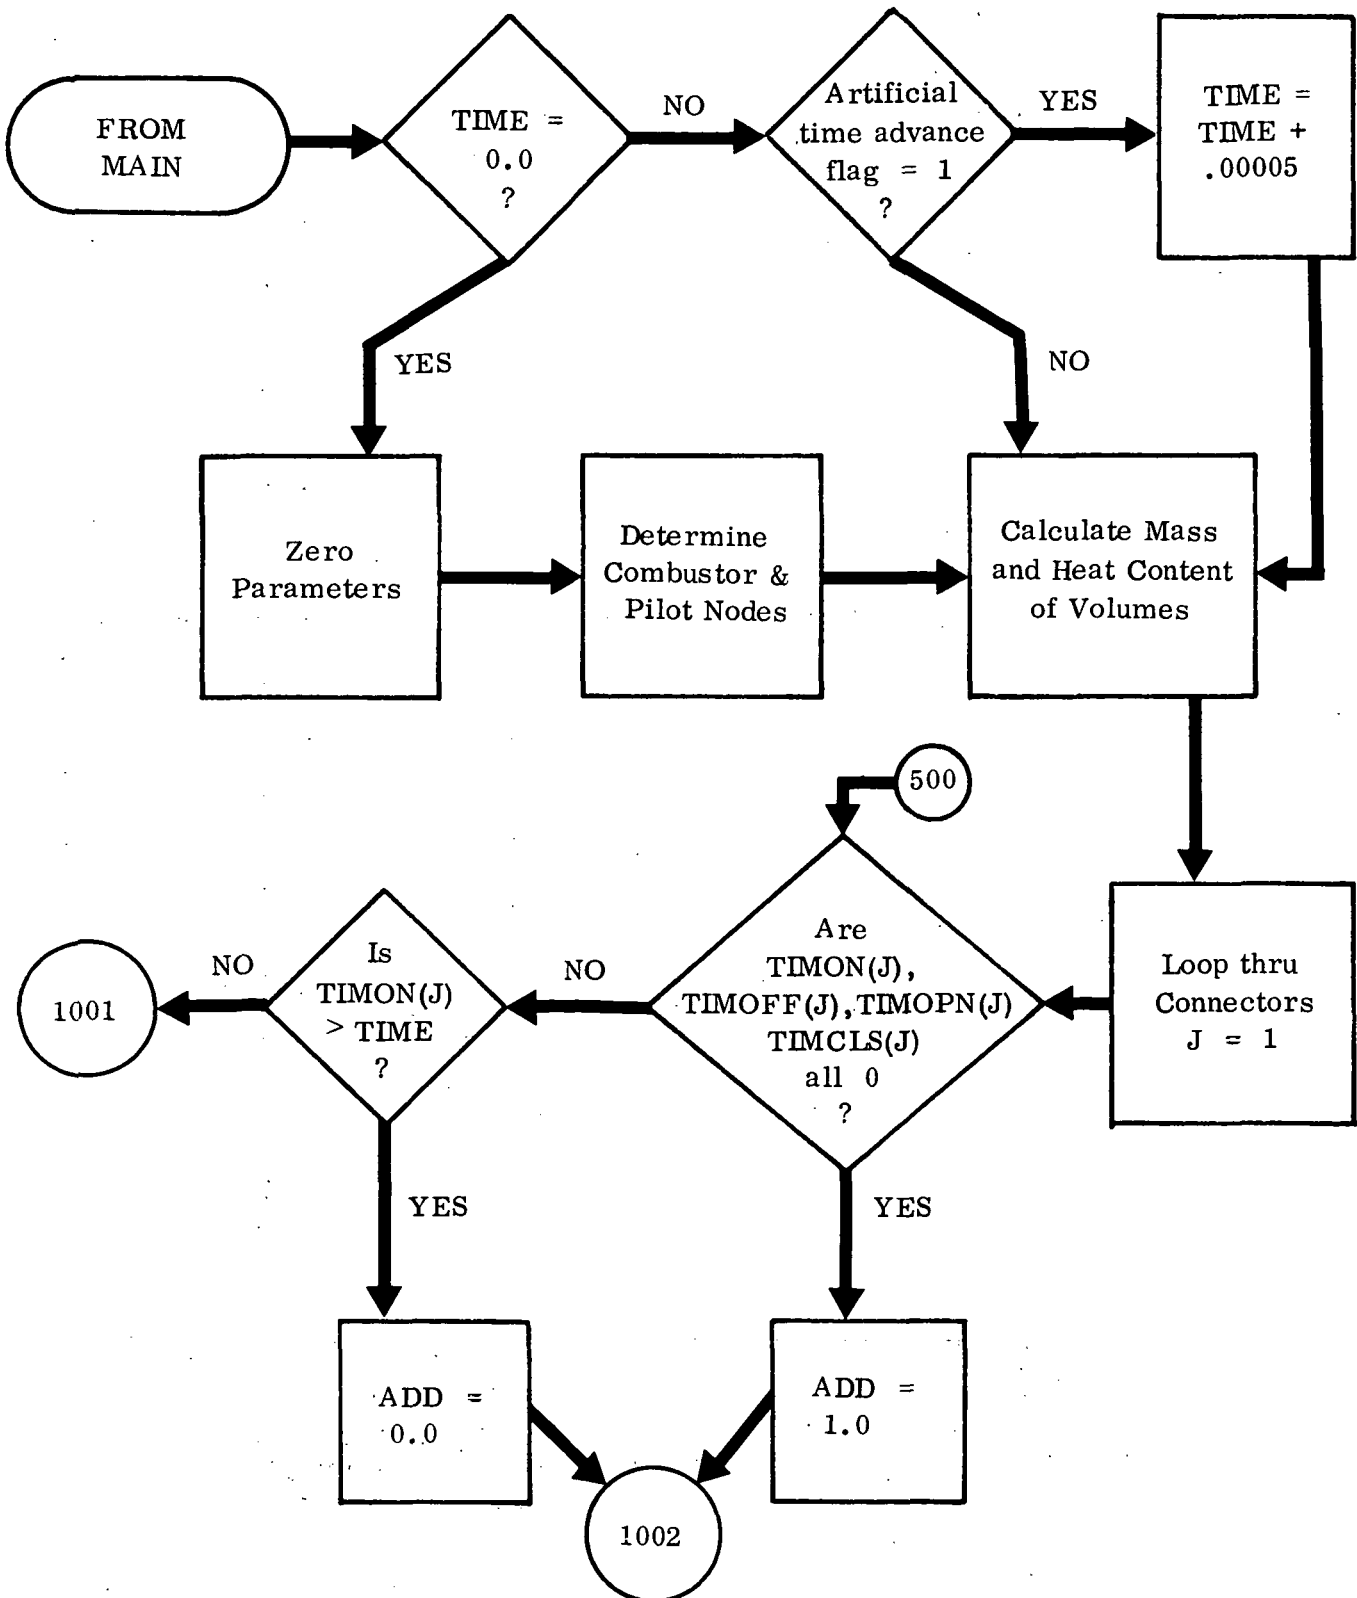 FROM
MAIN
TIME =
0.0
?
NO
Artificial
time advance
flag = 1
?
YES
TIME =
TIME +
.00005
YES
NO
Zero
Parameters
Determine
Combustor &
Pilot Nodes
Calculate Mass
and Heat Content
of Volumes
500
Loop thru
Connectors
J = 1
Are
TIMON(J),
TIMOFF(J), TIMOPN(J)
TIMCLS(J)
all 0
?
NO
Is
TIMON(J)
> TIME
?
NO
1001
YES
YES
ADD =
0.0
ADD =
1.0
1002